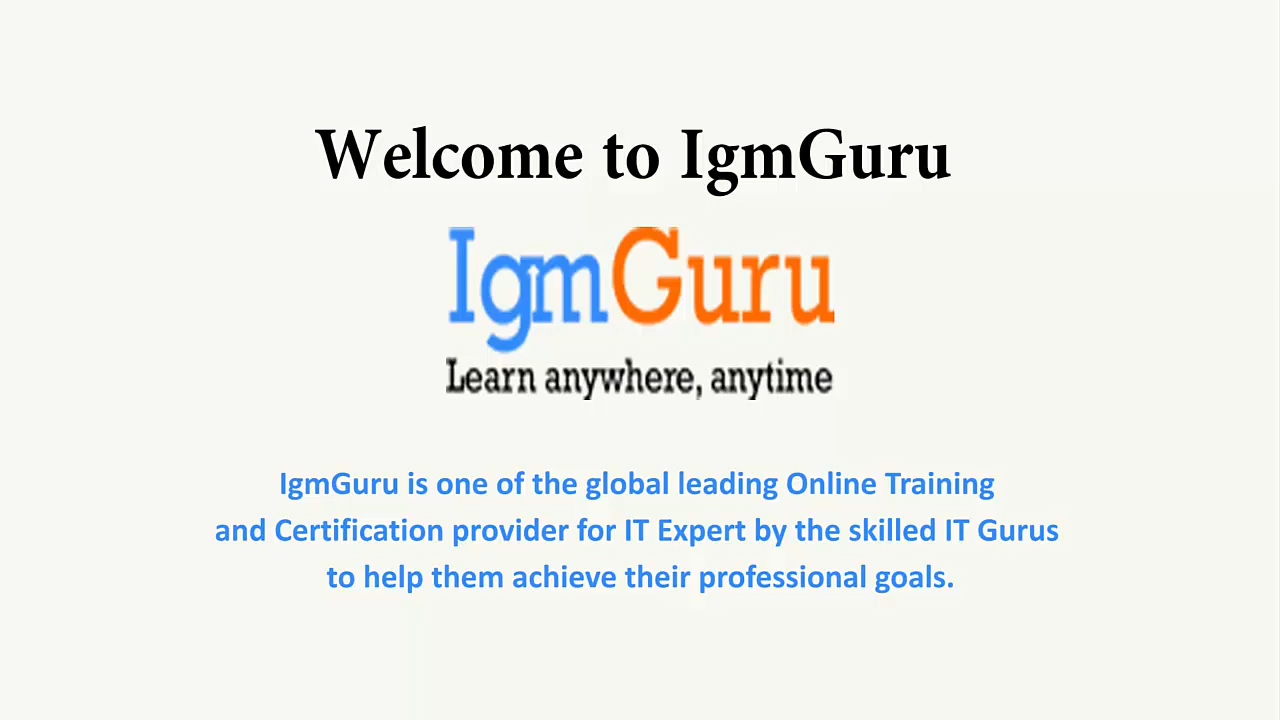 Welcome to IgmGuru
IgmGuru
Learn anywhere, anytime
IgmGuru is one of the global leading Online Training
and Certification provider for IT Expert by the skilled IT Gurus
to help them achieve their professional goals.